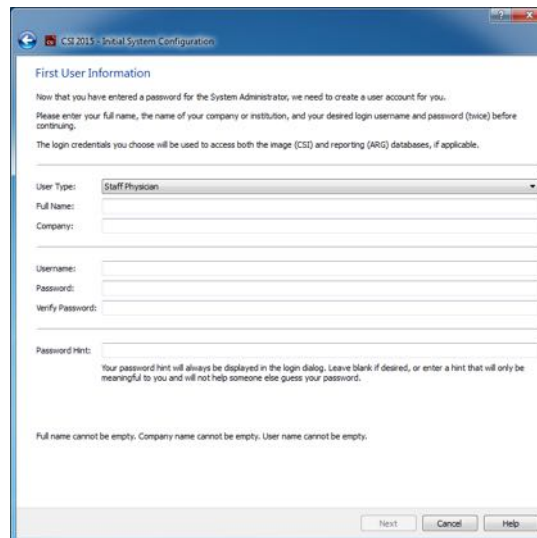 CSI 2015 - Initial System Configuration
First User Information
Now that you have entered a password for the System Administrator, we need to create a user account for you.
Please enter your full name, the name of your company or institution, and your desired login username and password (twice) before
continuing.
The login credentials you choose will be used to access both the image (CSI) and reporting (ARG) databases, if applicable.
User Type: Staff Physician
Full Name:
Company:
Username:
Password:
Verify Password:
Password Hint:
Your password hint will always be displayed in the login dialog. Leave blank if desired, or enter a hint that will only be
meaningful to you and will not help someone else guess your password.
Full name cannot be empty. Company name cannot be empty. User name cannot be empty.
Next Cancel Help